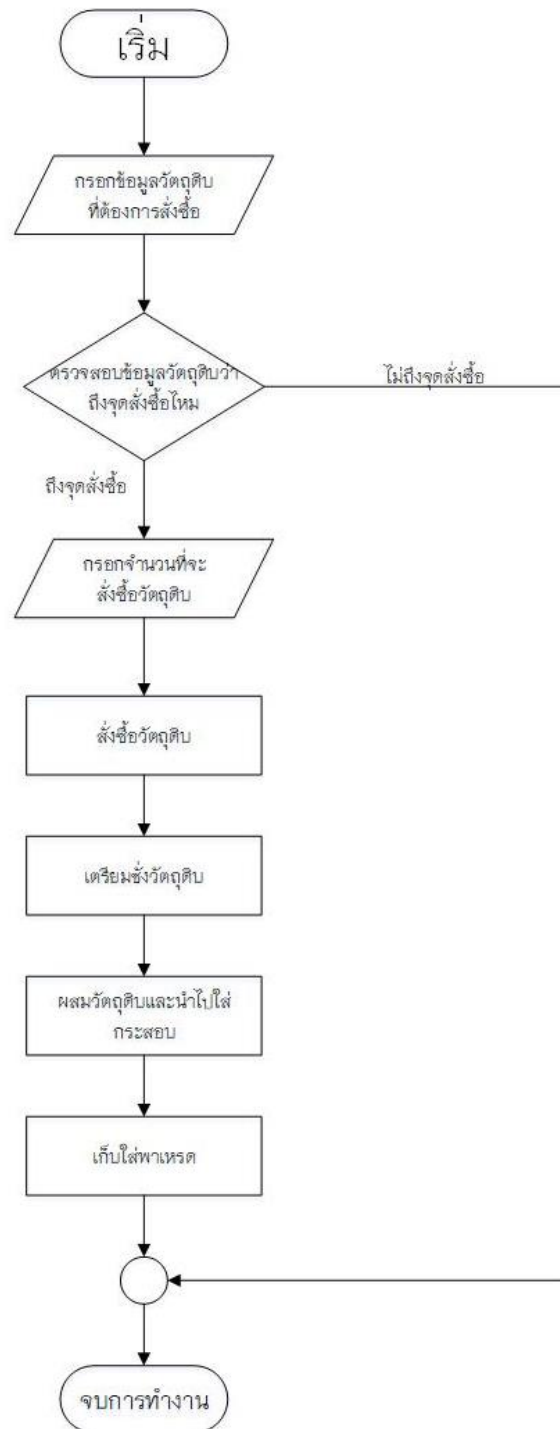 เริ่ม
กรอกข้อมูลวัตถุดิบ
ที่ต้องการสั่งซื้อ
ตรวจสอบข้อมูลวัตถุดิบว่า
ถึงจุดสั่งซื้อไหม
ไม่ถึงจุดสั่งซื้อ
ถึงจุดสั่งซื้อ
กรอกจำนวนที่จะ
สั่งซื้อวัตถุดิบ
สั่งซื้อวัตถุดิบ
เตรียมชั่งวัตถุดิบ
ผสมวัตถุดิบและนำไปใส่
กระสอบ
เก็บใส่พาเหรด
จบการทำงาน